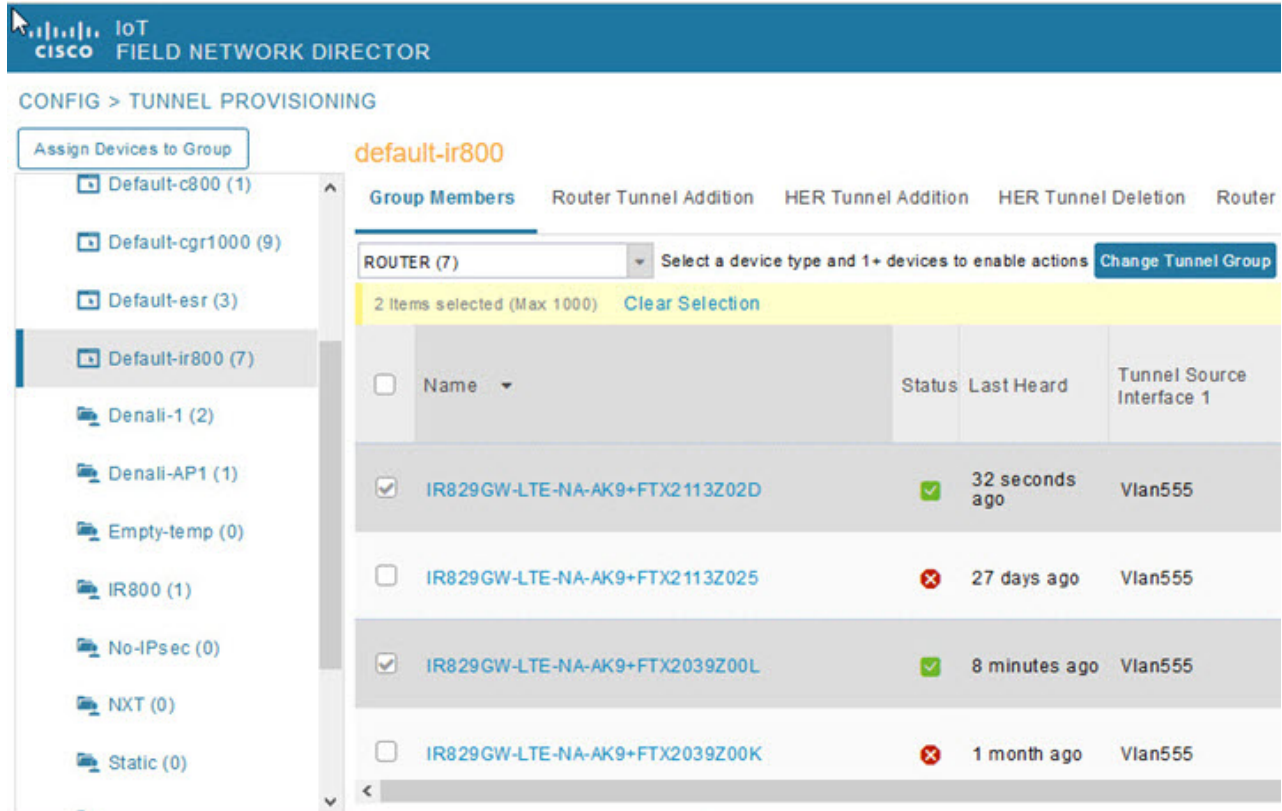 IoT
CISCO FIELD NETWORK DIRECTOR
CONFIG > TUNNEL PROVISIONING
Assign Devices to Group
Default-c800 (1)
Default-cgr1000 (9)
Default-esr (3)
Default-ir800 (7)
Denali-1 (2)
Denali-AP1 (1)
Empty-temp (0)
IR800 (1)
No-IPsec (0)
NXT (0)
Static (0)
default-ir800
Group Members Router Tunnel Addition HER Tunnel Addition HER Tunnel Deletion Router
ROUTER (7) Select a device type and 1+ devices to enable actions Change Tunnel Group
2 Items selected (Max 1000) Clear Selection
Name Status Last Heard Tunnel Source
Interface 1
IR829GW-LTE-NA-AK9+FTX2113Z02D 32 seconds
ago Vlan555
IR829GW-LTE-NA-AK9+FTX2113Z025 27 days ago Vlan555
IR829GW-LTE-NA-AK9+FTX2039Z00L 8 minutes ago Vlan555
IR829GW-LTE-NA-AK9+FTX2039Z00K 1 month ago Vlan555